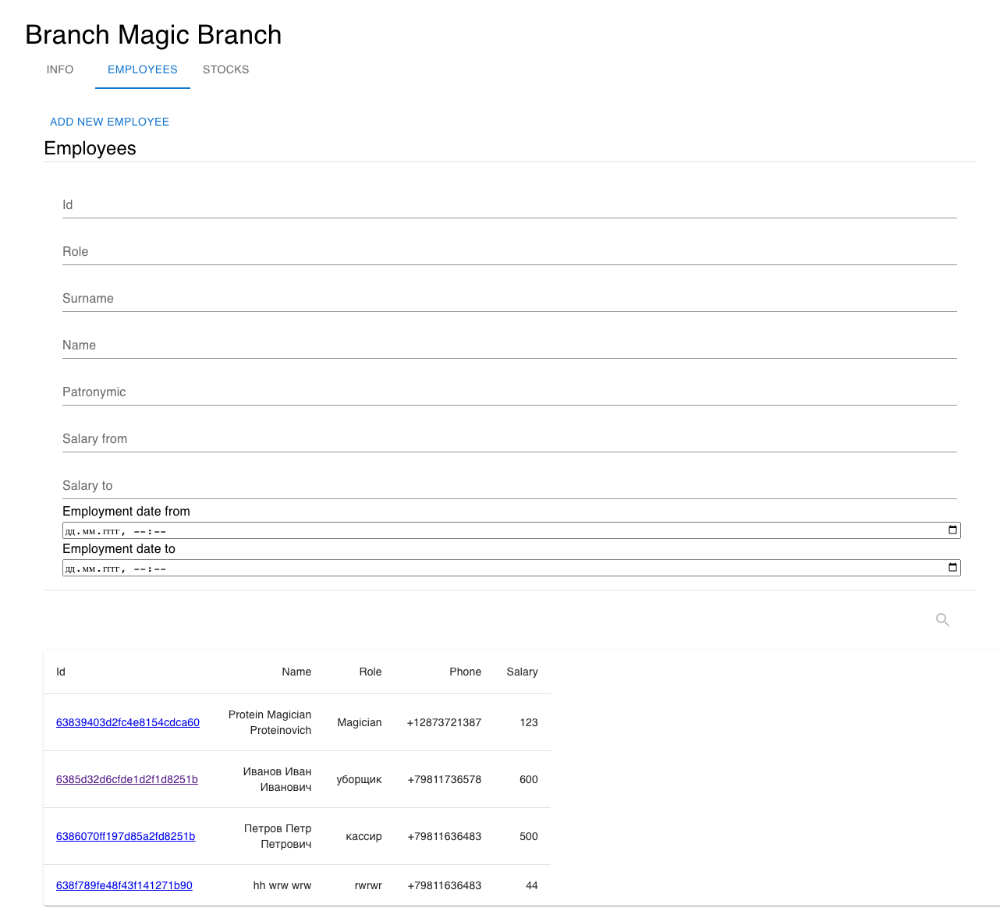 Branch Magic Branch
INFO EMPLOYEES STOCKS
ADD NEW EMPLOYEE
Employees
Id
Role
Surname
Name
Patronymic
Salary from
Salary to
Employment date from
дд.мм.гггг, --:--
Employment date to
дд.мм.гггг, --:--
Id Name Role Phone Salary
63839403d2fc4e8154cdca60 Protein Magician Magician +12873721387 123
Proteinovich
6385d32d6cfde1d2f1d8251b Иванов Иван уборщик +79811736578 600
Иванович
6386070ff197d85a2fd8251b Петров Петр кассир +79811636483 500
Петрович
638f789fe48f43f141271b90 hh wrw wrw rwrwr +79811636483 44